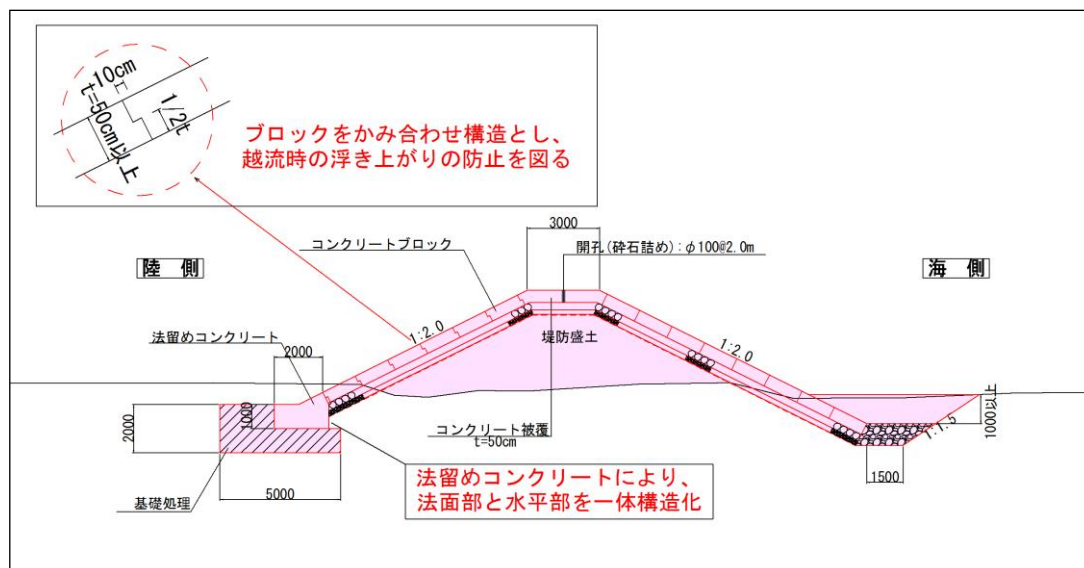 10cm
t=50cm以上
1/2t
ブロックをかみ合わせ構造とし、
越流時の浮き上がりの防止を図る
3000
コンクリートブロック
開孔(砕石詰め):φ100@2.0m
陸 側
海 側
1:2.0
1:2.0
法留めコンクリート
堤防盛土
2000
2000
1000
コンクリート被覆
t=50cm
1000以上
1:1.5
法留めコンクリートにより、
法面部と水平部を一体構造化
1500
5000
基礎処理